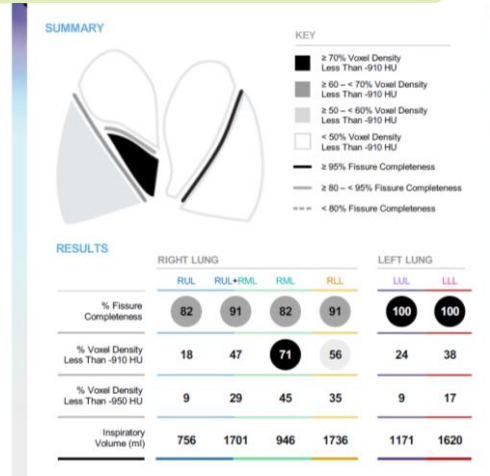 SUMMARY
KEY
≥ 70% Voxel Density
Less Than -910 HU
≥ 60 – < 70% Voxel Density
Less Than -910 HU
≥ 50 – < 60% Voxel Density
Less Than -910 HU
< 50% Voxel Density
Less Than -910 HU
≥ 95% Fissure Completeness
≥ 80 – < 95% Fissure Completeness
< 80% Fissure Completeness
RESULTS
RIGHT LUNG LEFT LUNG
RUL RUL+RML RML RLL LUL LLL
% Fissure
Completeness
82 91 82 91 100 100
% Voxel Density
Less Than -910 HU
18 47 71 56 24 38
% Voxel Density
Less Than -950 HU
9 29 45 35 9 17
Inspiratory
Volume (ml)
756 1701 946 1736 1171 1620